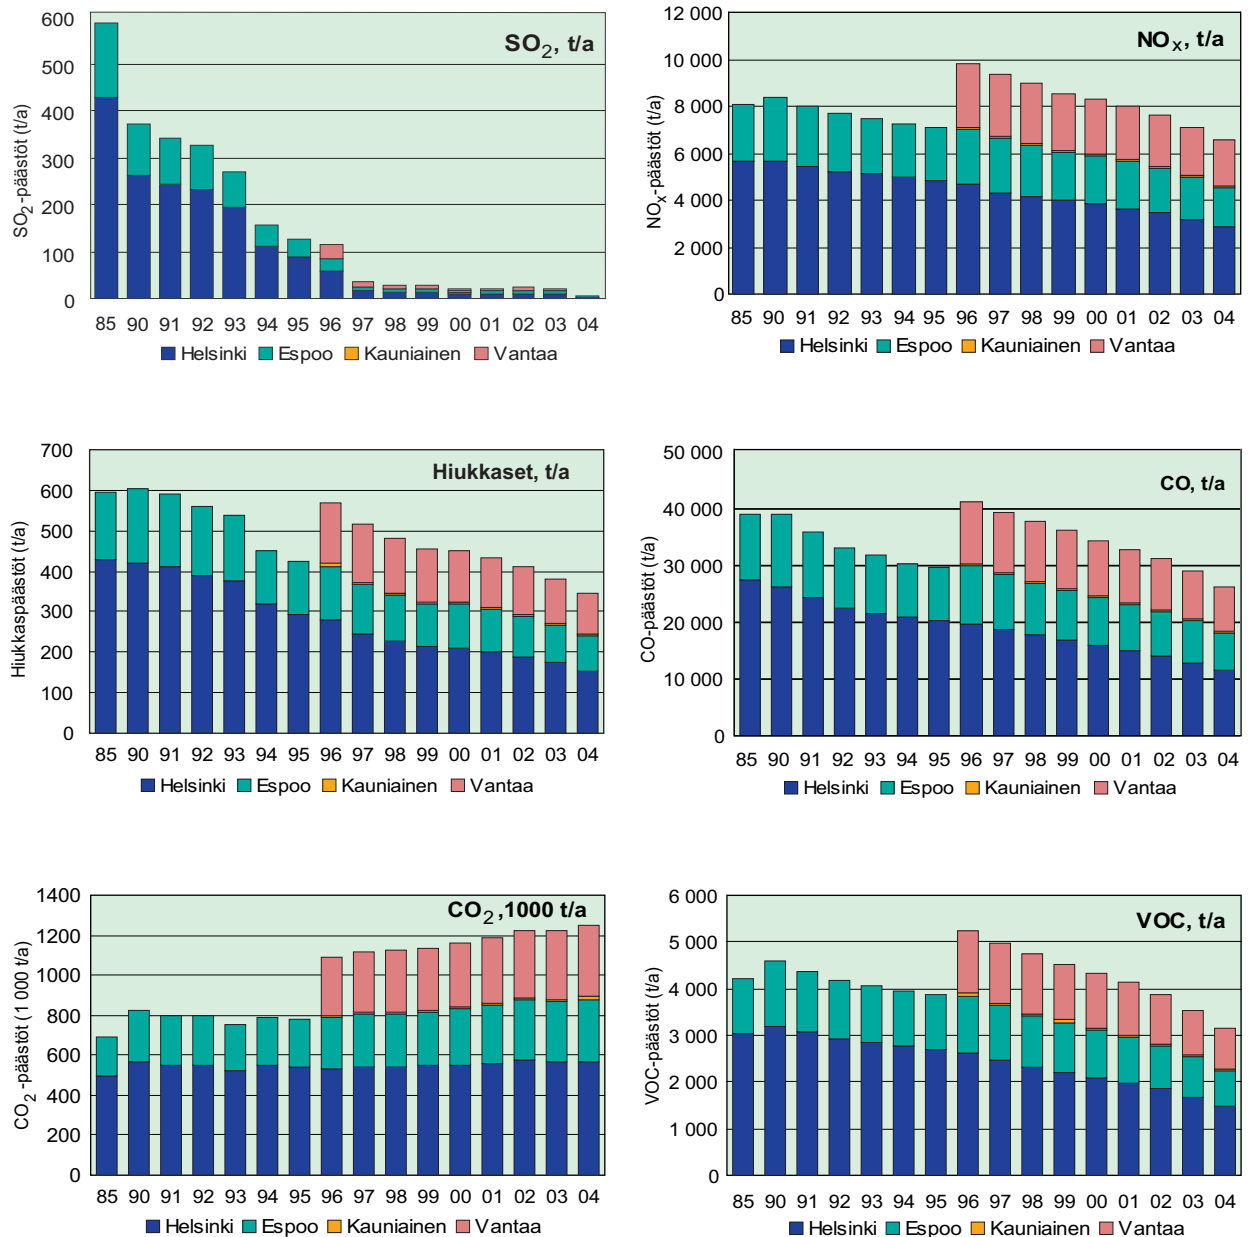 SO2, t/a
SO2-päästöt (t/a)
600
500
400
300
200
100
0
85 90 91 92 93 94 95 96 97 98 99 00 01 02 03 04
Helsinki Espoo Kauniainen Vantaa
NOx, t/a
NOx-päästöt (t/a)
12 000
10 000
8 000
6 000
4 000
2 000
0
85 90 91 92 93 94 95 96 97 98 99 00 01 02 03 04
Helsinki Espoo Kauniainen Vantaa
Hiukkaset, t/a
Hiukaspäästöt (t/a)
700
600
500
400
300
200
100
0
85 90 91 92 93 94 95 96 97 98 99 00 01 02 03 04
Helsinki Espoo Kauniainen Vantaa
CO, t/a
CO-päästöt (t/a)
50 000
40 000
30 000
20 000
10 000
0
85 90 91 92 93 94 95 96 97 98 99 00 01 02 03 04
Helsinki Espoo Kauniainen Vantaa
CO2 ,1000 t/a
CO2 -päästöt (1 000 t/a)
1400
1200
1000
800
600
400
200
0
85 90 91 92 93 94 95 96 97 98 99 00 01 02 03 04
Helsinki Espoo Kauniainen Vantaa
VOC, t/a
VOC-päästöt (t/a)
6 000
5 000
4 000
3 000
2 000
1 000
0
85 90 91 92 93 94 95 96 97 98 99 00 01 02 03 04
Helsinki Espoo Kauniainen Vantaa